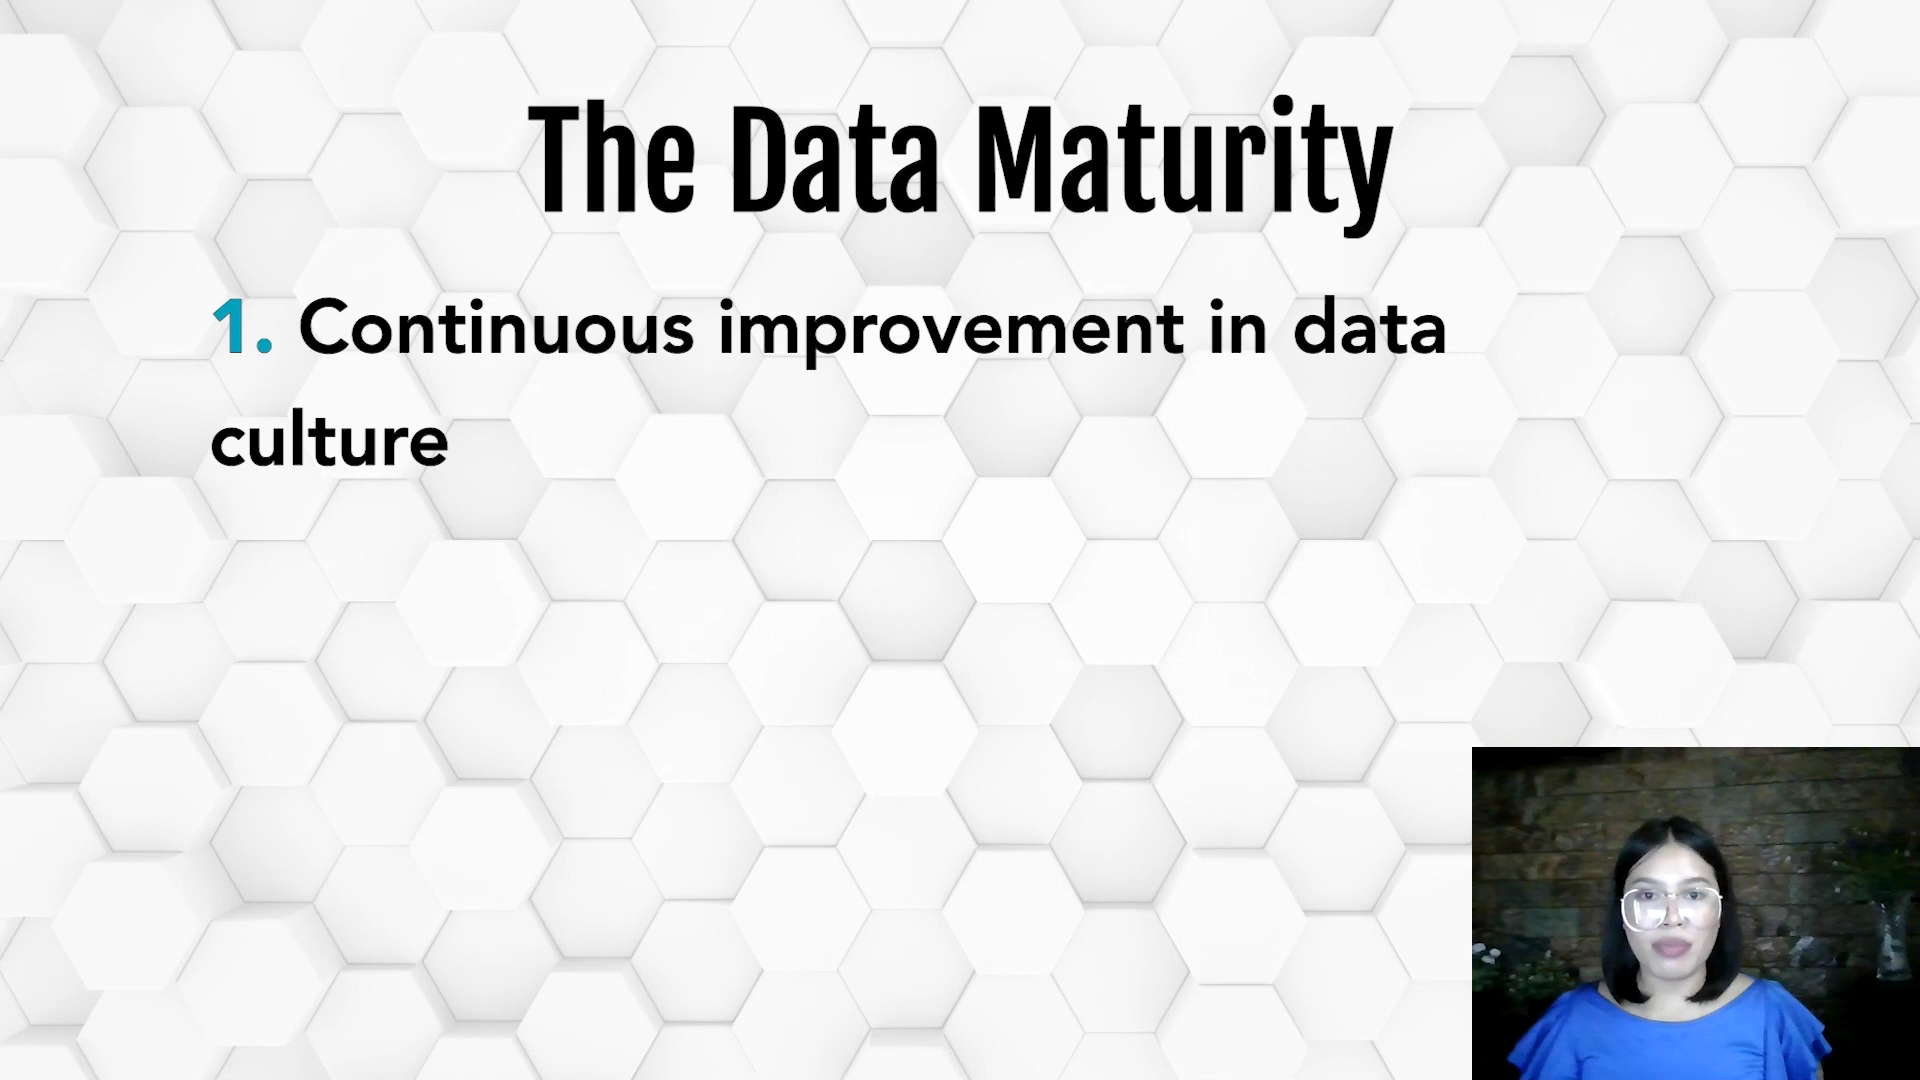 The Data Maturity
1. Continuous improvement in data
culture